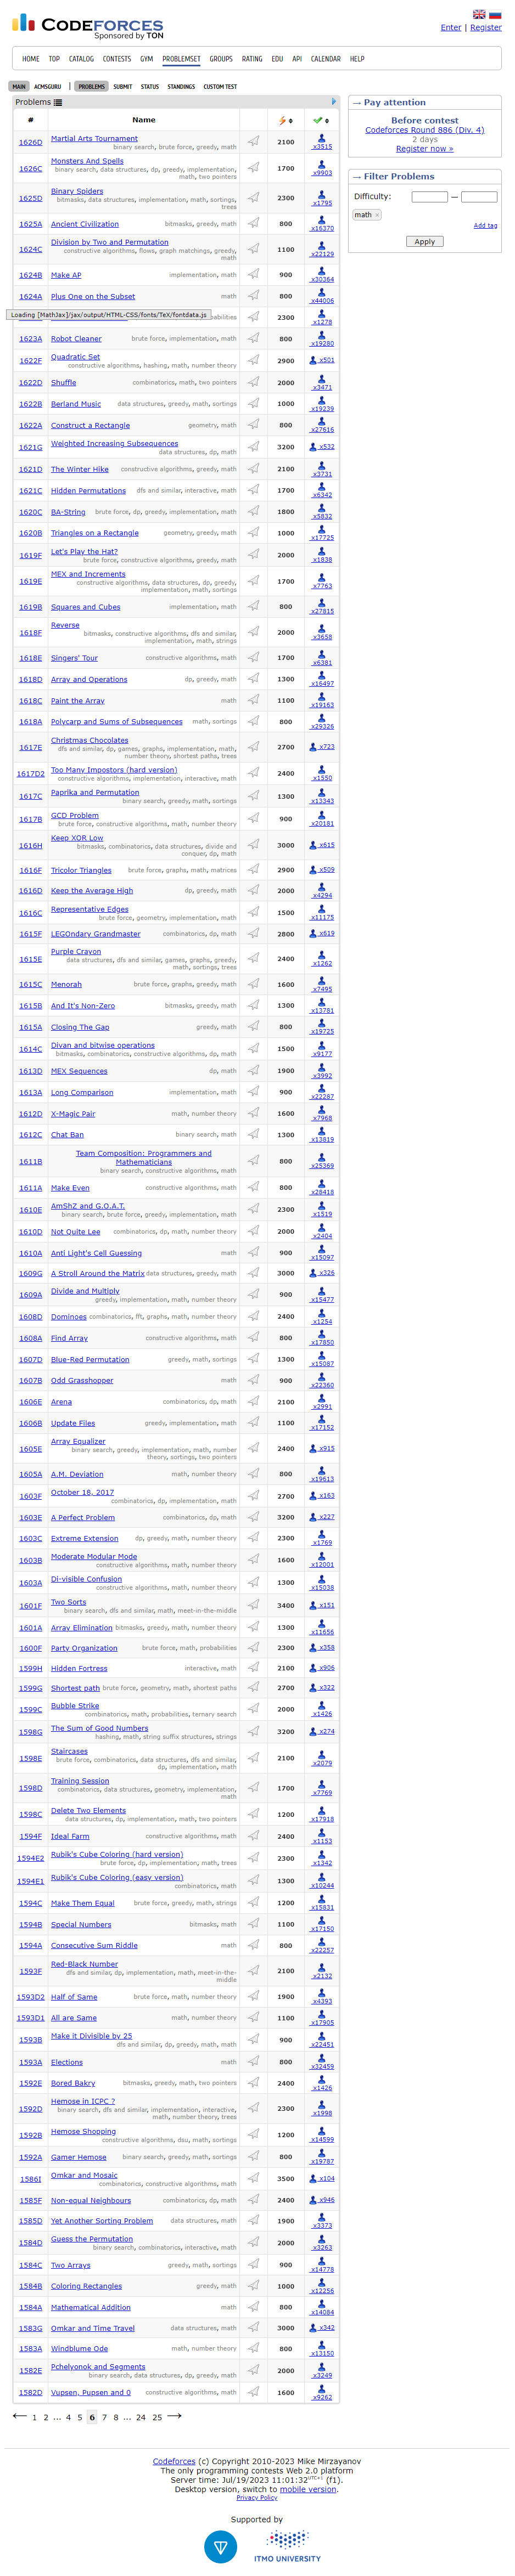 CODEFORCES
Sponsored by TON
Enter | Register
HOME TOP CATALOG CONTESTS GYM PROBLEMSET GROUPS RATING EDU API CALENDAR HELP
MAIN ACMSGURU | PROBLEMS SUBMIT STATUS STANDINGS CUSTOM TEST
Problems
→ Pay attention
Before contest
Codeforces Round 886 (Div. 4)
2 days
Register now »
→ Filter Problems
Difficulty: —
math ×
Add tag
Apply
# Name
1626D Martial Arts Tournament 2100 x3515
binary search, brute force, greedy, math
1626C Monsters And Spells 1700 x9903
binary search, data structures, dp, greedy, implementation,
math, two pointers
1625D Binary Spiders 2300 x1795
bitmasks, data structures, implementation, math, sortings,
trees
1625A Ancient Civilization bitmasks, greedy, math 800 x16370
1624C Division by Two and Permutation 1100 x22129
constructive algorithms, flows, graph matchings, greedy,
math
1624B Make AP implementation, math 900 x30364
1624A Plus One on the Subset math 800 x44006
Loading [MathJax]/jax/output/HTML-CSS/fonts/TeX/fontdata.js
2300 x1278
1623A Robot Cleaner brute force, implementation, math 800 x19280
1622F Quadratic Set 2900 x501
constructive algorithms, hashing, math, number theory
1622D Shuffle combinatorics, math, two pointers 2000 x3471
1622B Berland Music data structures, greedy, math, sortings 1000 x19239
1622A Construct a Rectangle geometry, math 800 x27616
1621G Weighted Increasing Subsequences 3200 x532
data structures, dp, math
1621D The Winter Hike constructive algorithms, greedy, math 2100 x3731
1621C Hidden Permutations dfs and similar, interactive, math 1700 x6342
1620C BA-String brute force, dp, greedy, implementation, math 1800 x5832
1620B Triangles on a Rectangle geometry, greedy, math 1000 x17725
1619F Let's Play the Hat? 2000 x1838
brute force, constructive algorithms, greedy, math
1619E MEX and Increments 1700 x7763
constructive algorithms, data structures, dp, greedy,
implementation, math, sortings
1619B Squares and Cubes implementation, math 800 x27815
1618F Reverse 2000 x3658
bitmasks, constructive algorithms, dfs and similar,
implementation, math, strings
1618E Singers' Tour constructive algorithms, math 1700 x6381
1618D Array and Operations dp, greedy, math 1300 x16497
1618C Paint the Array math 1100 x19163
1618A Polycarp and Sums of Subsequences math, sortings 800 x29326
1617E Christmas Chocolates 2700 x723
dfs and similar, dp, games, graphs, implementation, math,
number theory, shortest paths, trees
1617D2 Too Many Impostors (hard version) 2400 x1550
constructive algorithms, implementation, interactive, math
1617C Paprika and Permutation 1300 x13343
binary search, greedy, math, sortings
1617B GCD Problem 900 x20181
brute force, constructive algorithms, math, number theory
1616H Keep XOR Low 3000 x615
bitmasks, combinatorics, data structures, divide and
conquer, dp, math
1616F Tricolor Triangles brute force, graphs, math, matrices 2900 x509
1616D Keep the Average High dp, greedy, math 2000 x4294
1616C Representative Edges 1500 x11175
brute force, geometry, implementation, math
1615F LEGOndary Grandmaster combinatorics, dp, math 2800 x619
1615E Purple Crayon 2400 x1262
data structures, dfs and similar, games, graphs, greedy,
math, sortings, trees
1615C Menorah brute force, graphs, greedy, math 1600 x7495
1615B And It's Non-Zero bitmasks, greedy, math 1300 x13781
1615A Closing The Gap greedy, math 800 x19725
1614C Divan and bitwise operations 1500 x9177
bitmasks, combinatorics, constructive algorithms, dp, math
1613D MEX Sequences dp, math 1900 x3992
1613A Long Comparison implementation, math 900 x22287
1612D X-Magic Pair math, number theory 1600 x7968
1612C Chat Ban binary search, math 1300 x13819
1611B Team Composition: Programmers and
Mathematicians 800 x25369
binary search, constructive algorithms, math
1611A Make Even constructive algorithms, math 800 x28418
1610E AmShZ and G.O.A.T. 2300 x1519
binary search, brute force, greedy, implementation, math
1610D Not Quite Lee combinatorics, dp, math, number theory 2000 x2404
1610A Anti Light's Cell Guessing math 900 x15097
1609G A Stroll Around the Matrix data structures, greedy, math 3000 x326
1609A Divide and Multiply 900 x15477
greedy, implementation, math, number theory
1608D Dominoes combinatorics, fft, graphs, math, number theory 2400 x1254
1608A Find Array constructive algorithms, math 800 x17850
1607D Blue-Red Permutation greedy, math, sortings 1300 x15087
1607B Odd Grasshopper math 900 x22360
1606E Arena combinatorics, dp, math 2100 x2991
1606B Update Files greedy, implementation, math 1100 x17152
1605E Array Equalizer 2400 x915
binary search, greedy, implementation, math, number
theory, sortings, two pointers
1605A A.M. Deviation math, number theory 800 x19613
1603F October 18, 2017 2700 x163
combinatorics, dp, implementation, math
1603E A Perfect Problem combinatorics, dp, math 3200 x227
1603C Extreme Extension dp, greedy, math, number theory 2300 x1769
1603B Moderate Modular Mode 1600 x12001
constructive algorithms, math, number theory
1603A Di-visible Confusion 1300 x15038
constructive algorithms, math, number theory
1601F Two Sorts 3400 x151
binary search, dfs and similar, math, meet-in-the-middle
1601A Array Elimination bitmasks, greedy, math, number theory 1300 x11656
1600F Party Organization brute force, math, probabilities 2300 x358
1599H Hidden Fortress interactive, math 2100 x906
1599G Shortest path brute force, geometry, math, shortest paths 2700 x322
1599C Bubble Strike 2000 x1426
combinatorics, math, probabilities, ternary search
1598G The Sum of Good Numbers 3200 x274
hashing, math, string suffix structures, strings
1598E Staircases 2100 x2079
brute force, combinatorics, data structures, dfs and similar,
dp, implementation, math
1598D Training Session 1700 x7769
combinatorics, data structures, geometry, implementation,
math
1598C Delete Two Elements 1200 x17918
data structures, dp, implementation, math, two pointers
1594F Ideal Farm constructive algorithms, math 2400 x1153
1594E2 Rubik's Cube Coloring (hard version) 2300 x1342
brute force, dp, implementation, math, trees
1594E1 Rubik's Cube Coloring (easy version) 1300 x10244
combinatorics, math
1594C Make Them Equal brute force, greedy, math, strings 1200 x15831
1594B Special Numbers bitmasks, math 1100 x17150
1594A Consecutive Sum Riddle math 800 x22257
1593F Red-Black Number 2100 x2132
dfs and similar, dp, implementation, math, meet-in-the-
middle
1593D2 Half of Same brute force, math, number theory 1900 x4393
1593D1 All are Same math, number theory 1100 x17905
1593B Make it Divisible by 25 900 x22451
dfs and similar, dp, greedy, math, math
1593A Elections math 800 x32459
1592E Bored Bakry bitmasks, greedy, math, two pointers 2400 x1426
1592D Hemose in ICPC ? 2300 x1998
binary search, dfs and similar, implementation, interactive,
math, number theory, trees
1592B Hemose Shopping 1200 x14599
constructive algorithms, dsu, math, sortings
1592A Gamer Hemose binary search, greedy, math, sortings 800 x19787
1586I Omkar and Mosaic 3500 x104
combinatorics, constructive algorithms, math
1585F Non-equal Neighbours combinatorics, dp, math 2400 x946
1585D Yet Another Sorting Problem data structures, math 1900 x3373
1584D Guess the Permutation 2000 x3263
binary search, combinatorics, interactive, math
1584C Two Arrays greedy, math, sortings 900 x14778
1584B Coloring Rectangles greedy, math 1000 x12256
1584A Mathematical Addition math 800 x14084
1583G Omkar and Time Travel data structures, math 3000 x342
1583A Windblume Ode math, number theory 800 x13150
1582E Pchelyonok and Segments 2000 x3249
binary search, data structures, dp, greedy, math
1582D Vupsen, Pupsen and 0 constructive algorithms, math 1600 x9262
← 1 2 ... 4 5 6 7 8 ... 24 25 →
Codeforces (c) Copyright 2010-2023 Mike Mirzayanov
The only programming contests Web 2.0 platform
Server time: Jul/19/2023 11:01:32 UTC+1 (f1).
Desktop version, switch to mobile version.
Privacy Policy
Supported by
ITMO UNIVERSITY